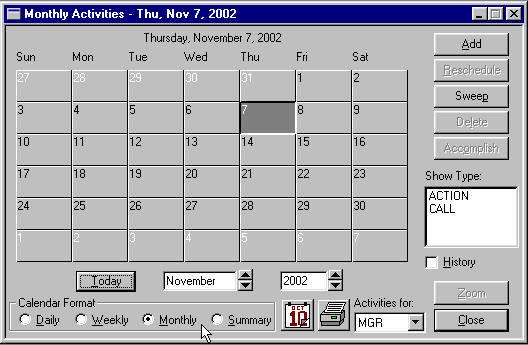 Monthly Activities - Thu, Nov 7, 2002
Thursday, November 7, 2002
Sun Mon Tue Wed Thu Fri Sat
27 28 29 30 31 1 2
3 4 5 6 7 8 9
10 11 12 13 14 15 16
17 18 19 20 21 22 23
24 25 26 27 28 29 30
1 2 3 4 5 6 7
Today November 2002
Calendar Format
Daily Weekly Monthly Summary
OCT
10
Activities for:
MGR
Add
Reschedule
Sweep
Delete
Accomplish
Show Type:
ACTION
CALL
History
Zoom
Close